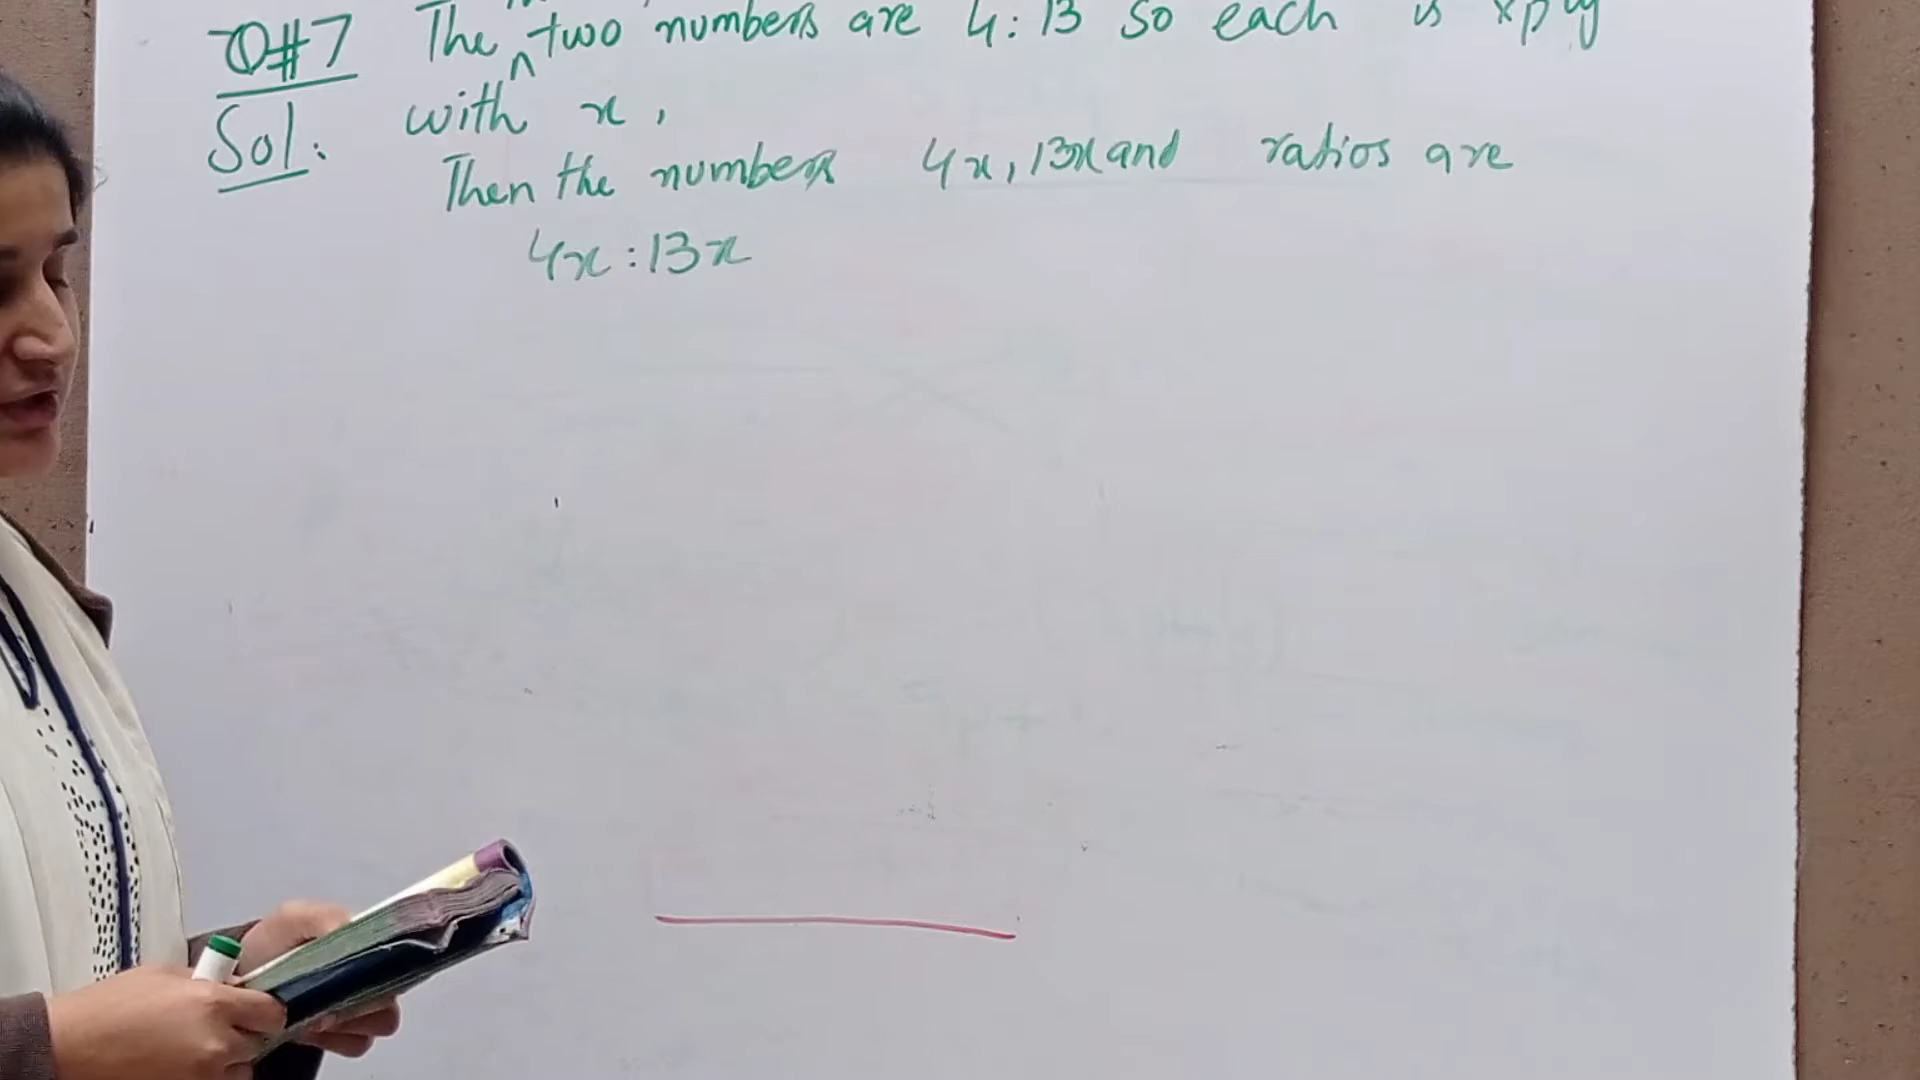 Q#7 The ^ two numbers are 4:13 so each is xply
Sol: with x,
Then the numbers 4x, 13x and ratios are
4x:13x